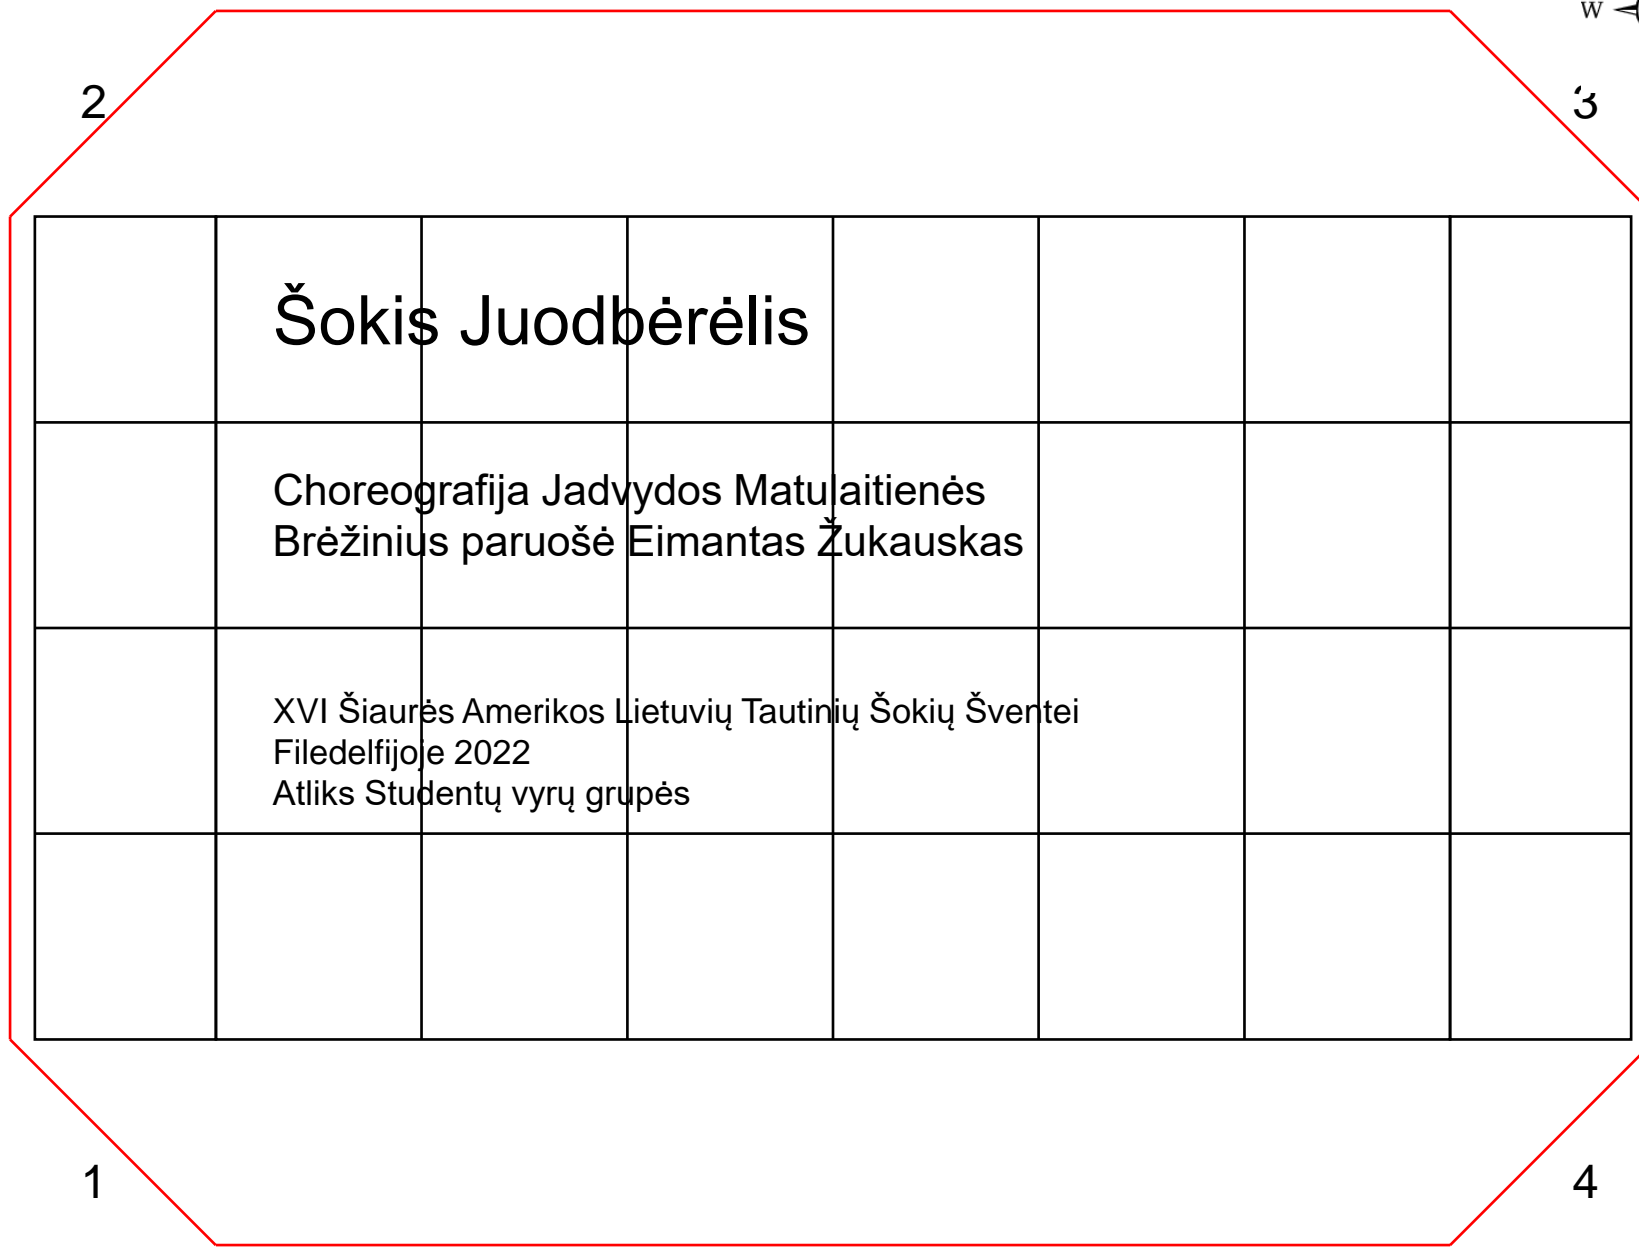 W
2
3
Šokis Juodbėrėlis
Choreografija Jadvydos Matulaitienės
Brėžinius paruošė Eimantas Žukauskas
XVI Šiaurės Amerikos Lietuvių Tautinių Šokių Šventei
Filedelfijoje 2022
Atliks Studentų vyrų grupės
1
4